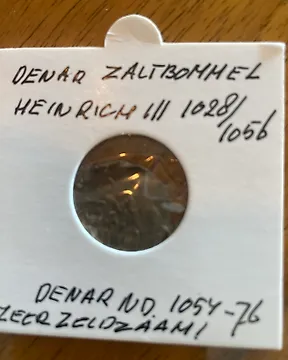 DENAR ZALTBOMMEL
HEINRICH III 1028/
1056
DENAR ND. 1054-76
ZEER ZELDZAAM!